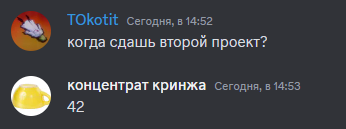 TOkotit Сегодня, в 14:52
когда сдашь второй проект?
концентрат кринжа Сегодня, в 14:53
42